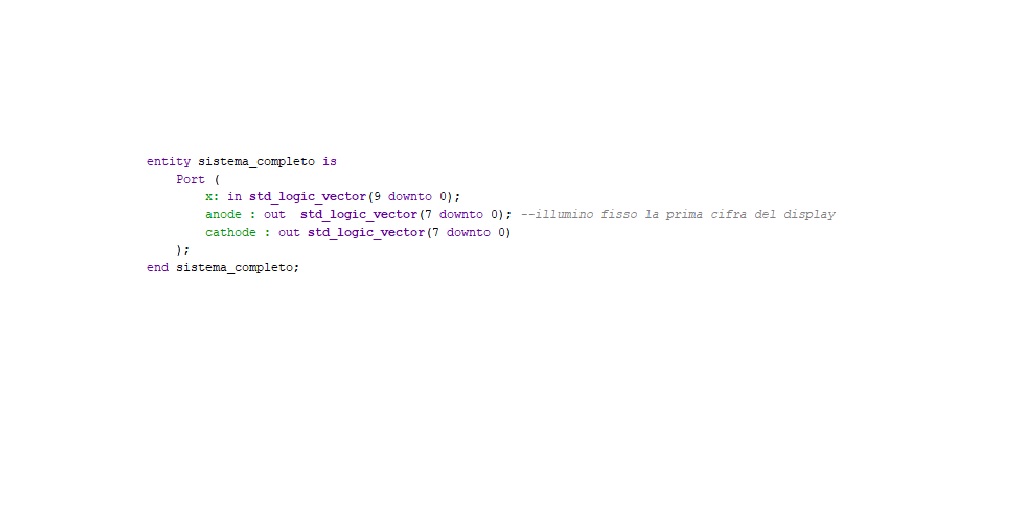 entity sistema_completo is
Port (
x: in std_logic_vector(9 downto 0);
anode : out std_logic_vector(7 downto 0); --illumino fisso la prima cifra del display
cathode : out std_logic_vector(7 downto 0)
);
end sistema_completo;